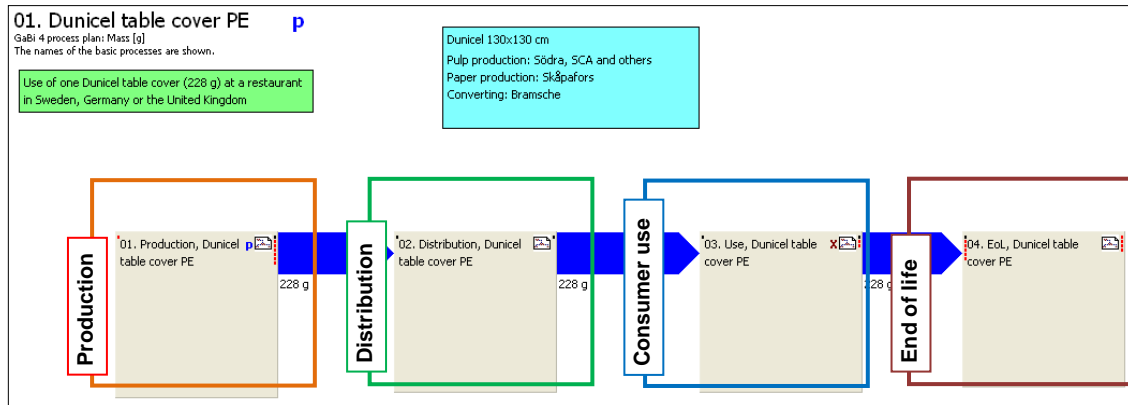 01. Dunicel table cover PE p
GaBi 4 process plan: Mass [g]
The names of the basic processes are shown.
Use of one Dunicel table cover (228 g) at a restaurant
in Sweden, Germany or the United Kingdom
Dunicel 130x130 cm
Pulp production: Södra, SCA and others
Paper production: Skåpafors
Converting: Bramsche
Production
01. Production, Dunicel p
table cover PE
228 g
Distribution
02. Distribution, Dunicel
table cover PE
228 g
Consumer use
03. Use, Dunicel table X
cover PE
228 g
End of life
04. EoL, Dunicel table
cover PE